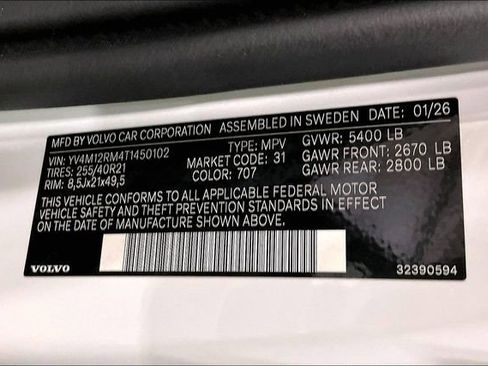 MFD BY VOLVO CAR CORPORATION ASSEMBLED IN SWEDEN DATE: 01/26
VIN: YV4M12RM4T1450102 TYPE: MPV GVWR: 5400 LB
TIRES: 255/40R21 MARKET CODE: 31 GAWR FRONT: 2670 LB
RIM: 8,5Jx21x49,5 COLOR: 707 GAWR REAR: 2800 LB
THIS VEHICLE CONFORMS TO ALL APPLICABLE FEDERAL MOTOR
VEHICLE SAFETY AND THEFT PREVENTION STANDARDS IN EFFECT
ON THE DATE OF MANUFACTURE SHOWN ABOVE.
VOLVO 32390594